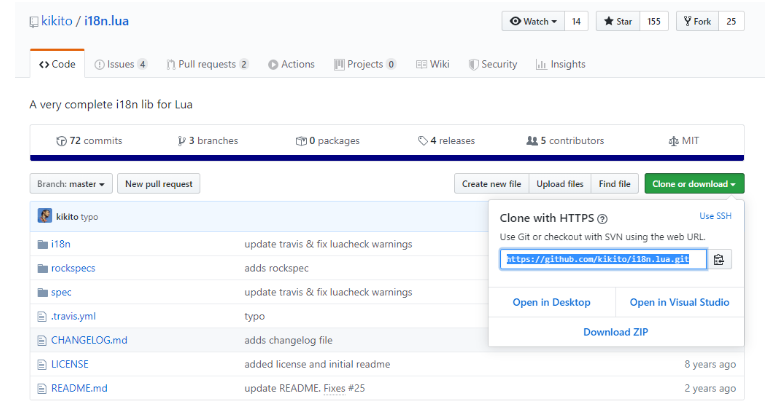 kikito / i18n.lua
Watch 14 Star 155 Fork 25
Code Issues 4 Pull requests 2 Actions Projects 0 Wiki Security Insights
A very complete i18n lib for Lua
72 commits 3 branches 0 packages 4 releases 5 contributors MIT
Branch: master New pull request Create new file Upload files Find file Clone or download
kikito typo
i18n update travis & fix luacheck warnings
rockspecs adds rockspec
spec update travis & fix luacheck warnings
.travis.yml typo
CHANGELOG.md adds changelog file
LICENSE added license and initial readme 8 years ago
README.md update README. Fixes #25 2 years ago
Clone with HTTPS Use SSH
Use Git or checkout with SVN using the web URL.
https://github.com/kikito/i18n.lua.git
Open in Desktop Open in Visual Studio
Download ZIP